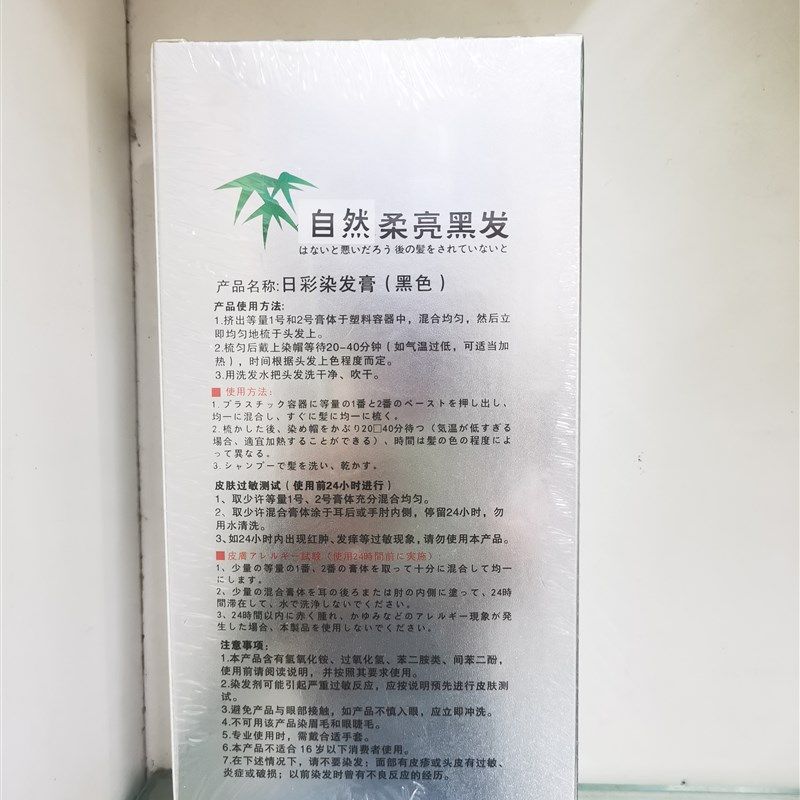 自然柔亮黑发
はないと悪いだろう後の髪をされていないと
产品名称:日彩染发膏（黑色）
产品使用方法:
1.挤出等量1号和2号膏体于塑料容器中，混合均匀，然后立
即均匀地梳于头发上。
2.梳匀后戴上染帽等待20-40分钟（如气温过低，可适当加
热），时间根据头发上色程度而定。
3.用洗发水把头发洗干净、吹干。
■ 使用方法:
1.プラスチック容器に等量の1番と2番のペーストを押し出し、
均一に混合し、すぐに髪に均一に梳く。
2.梳かした後、染め帽をかぶり20□40分待つ（気温が低すぎる
場合、適宜加熱することができる）、時間は髪の色の程度によ
って異なる。
3.シャンプーで髪を洗い、乾かす。
皮肤过敏测试（使用前24小时进行）
1、取少许等量1号、2号膏体充分混合均匀。
2、取少许混合膏体涂于耳后或手肘内侧，停留24小时，勿
用水清洗。
3、如24小时内出现红肿、发痒等过敏现象，请勿使用本产品。
■皮膚アレルギー試験（使用24時間前に実施）:
1、少量の等量の1番、2番の膏体を取って十分に混合して均一
にします。
2、少量の混合膏体を耳の後ろまたは肘の内側に塗って、24時
間滞在して、水で洗浄しないでください。
3、24時間以内に赤く腫れ、かゆみなどのアレルギー現象が発
生した場合、本製品を使用しないでください。
注意事项:
1.本产品含有氢氧化铵、过氧化氢、苯二胺类、间苯二酚，
使用前请阅读说明，并按照其要求使用。
2.染发剂可能引起严重过敏反应，应按说明预先进行皮肤测
试。
3.避免产品与眼部接触，如产品不慎入眼，应立即冲洗。
4.不可用该产品染眉毛和眼睫毛。
5.专业使用时，需戴合适手套。
6.本产品不适合16岁以下消费者使用。
7.在下述情况下，请不要染发；面部有皮疹或头皮有过敏、
炎症或破损；以前染发时曾有不良反应的经历。